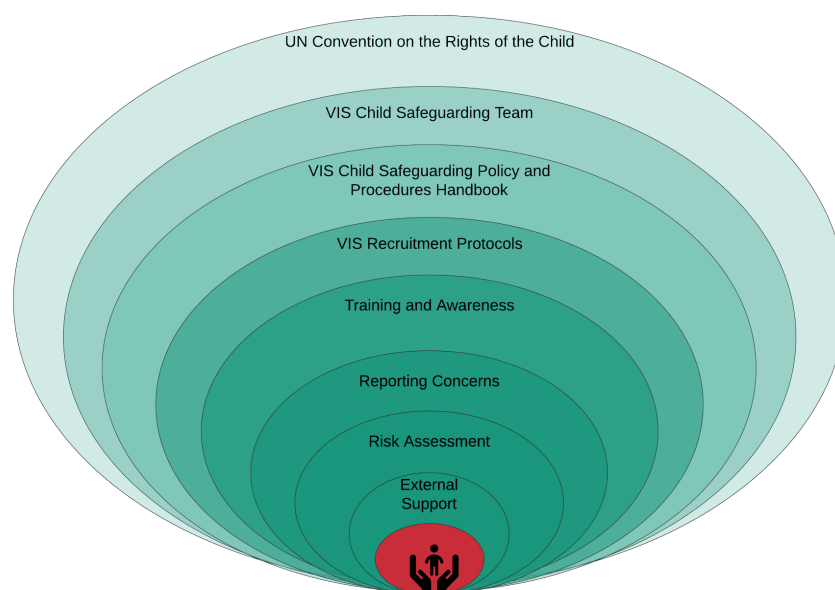 UN Convention on the Rights of the Child
VIS Child Safeguarding Team
VIS Child Safeguarding Policy and
Procedures Handbook
VIS Recruitment Protocols
Training and Awareness
Reporting Concerns
Risk Assessment
External
Support